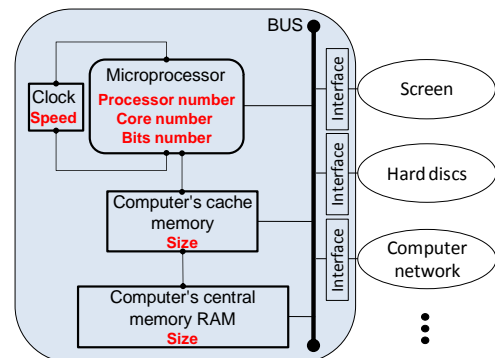 BUS
Microprocessor
Processor number
Core number
Bits number
Clock
Speed
Computer's cache
memory
Size
Computer's central
memory RAM
Size
Interface
Screen
Interface
Hard discs
Interface
Computer
network